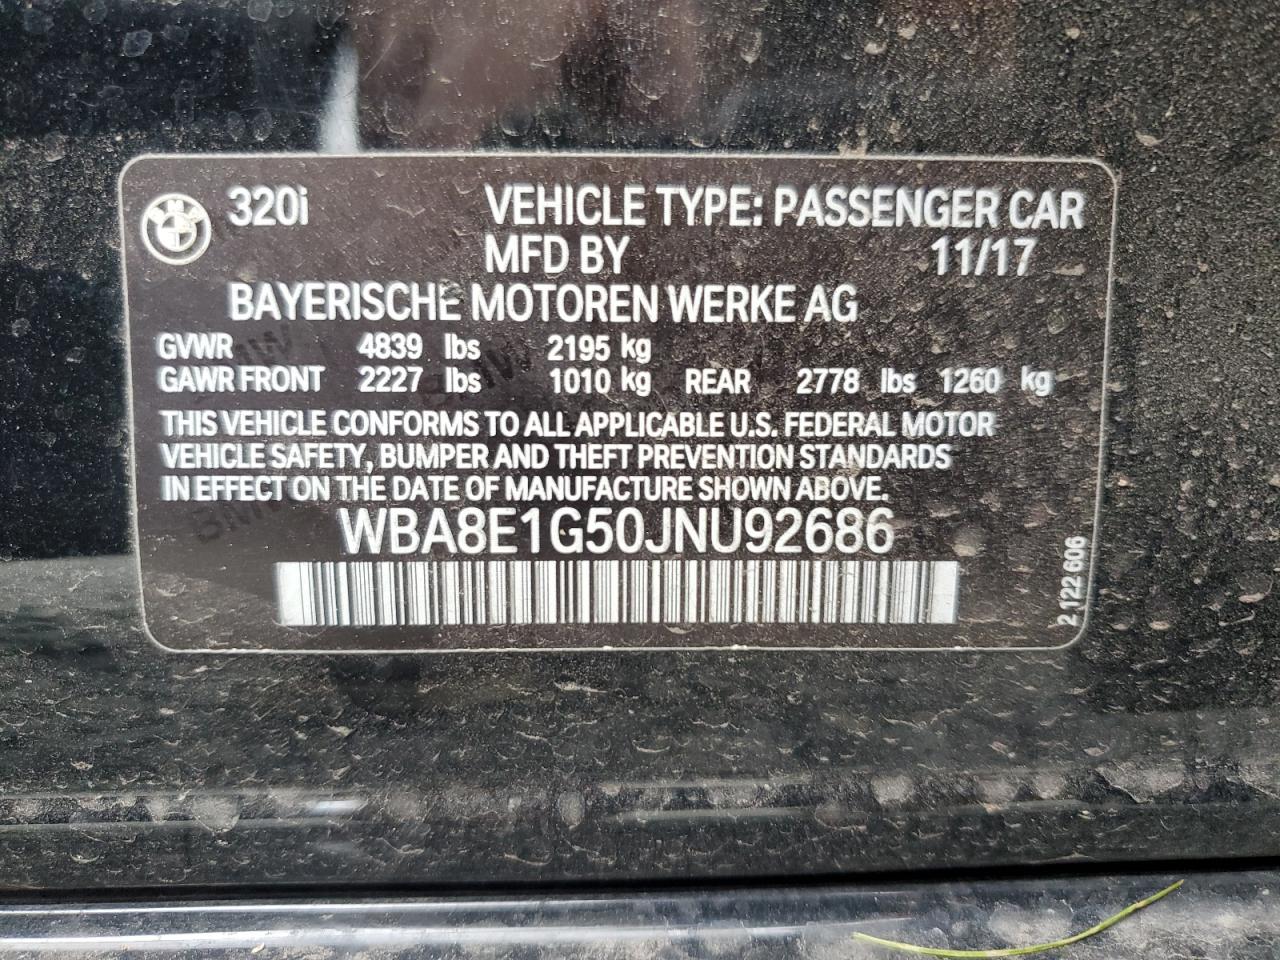 320i VEHICLE TYPE: PASSENGER CAR
MFD BY 11/17
BAYERISCHE MOTOREN WERKE AG
GVWR 4839 lbs 2195 kg
GAWR FRONT 2227 lbs 1010 kg REAR 2778 lbs 1260 kg
THIS VEHICLE CONFORMS TO ALL APPLICABLE U.S. FEDERAL MOTOR
VEHICLE SAFETY, BUMPER AND THEFT PREVENTION STANDARDS
IN EFFECT ON THE DATE OF MANUFACTURE SHOWN ABOVE.
WBA8E1G50JNU92686
2 122 606
BMW
BMW
BMW